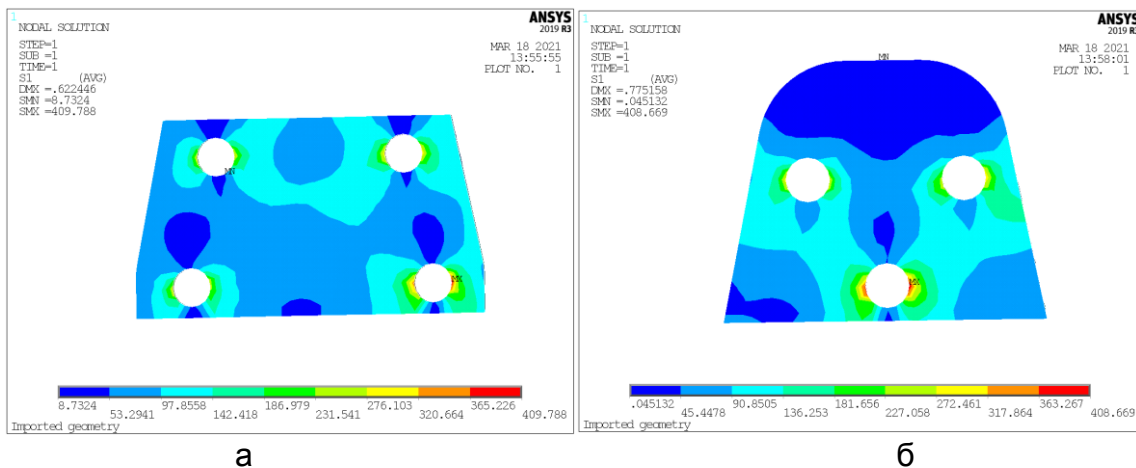 1
NODAL SOLUTION
STEP=1
SUB =1
TIME=1
S1 (AVG)
DMX =.622446
SMN =8.7324
SMX =409.788
ANSYS
2019 R3
MAR 18 2021
13:55:55
PLOT NO. 1
MN
MX
8.7324 97.8558 186.979 276.103 365.226
53.2941 142.418 231.541 320.664 409.788
Imported geometry
а
1
NODAL SOLUTION
STEP=1
SUB =1
TIME=1
S1 (AVG)
DMX =.775158
SMN =.045132
SMX =408.669
ANSYS
2019 R3
MAR 18 2021
13:58:01
PLOT NO. 1
MN
MX
.045132 90.8505 181.656 272.461 363.267
45.4478 136.253 227.058 317.864 408.669
Imported geometry
б